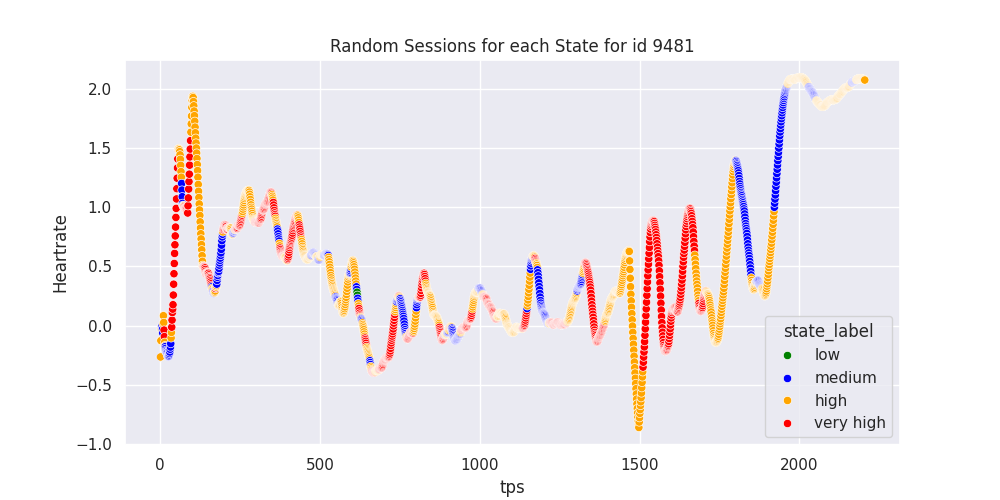 Random Sessions for each State for id 9481
Heartrate
2.0
1.5
1.0
0.5
0.0
−0.5
−1.0
0
500
1000
1500
2000
tps
state_label
low
medium
high
very high